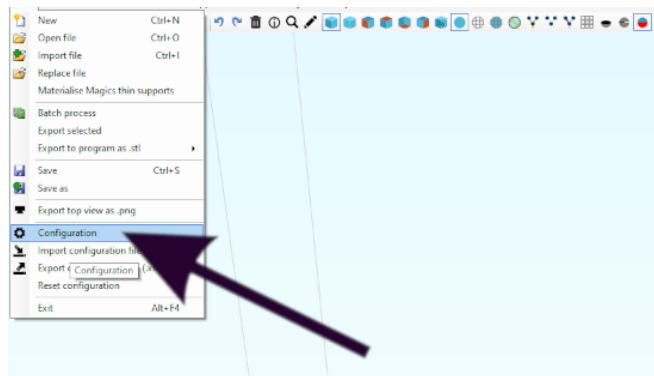 New Ctrl+N
Open file Ctrl+O
Import file Ctrl+I
Replace file
Materialise Magics thin supports
Batch process
Export selected
Export to program as .stl
Save Ctrl+S
Save as
Export top view as .png
Configuration
Import configuration file
Export
Configuration
Reset configuration
Exit Alt+F4